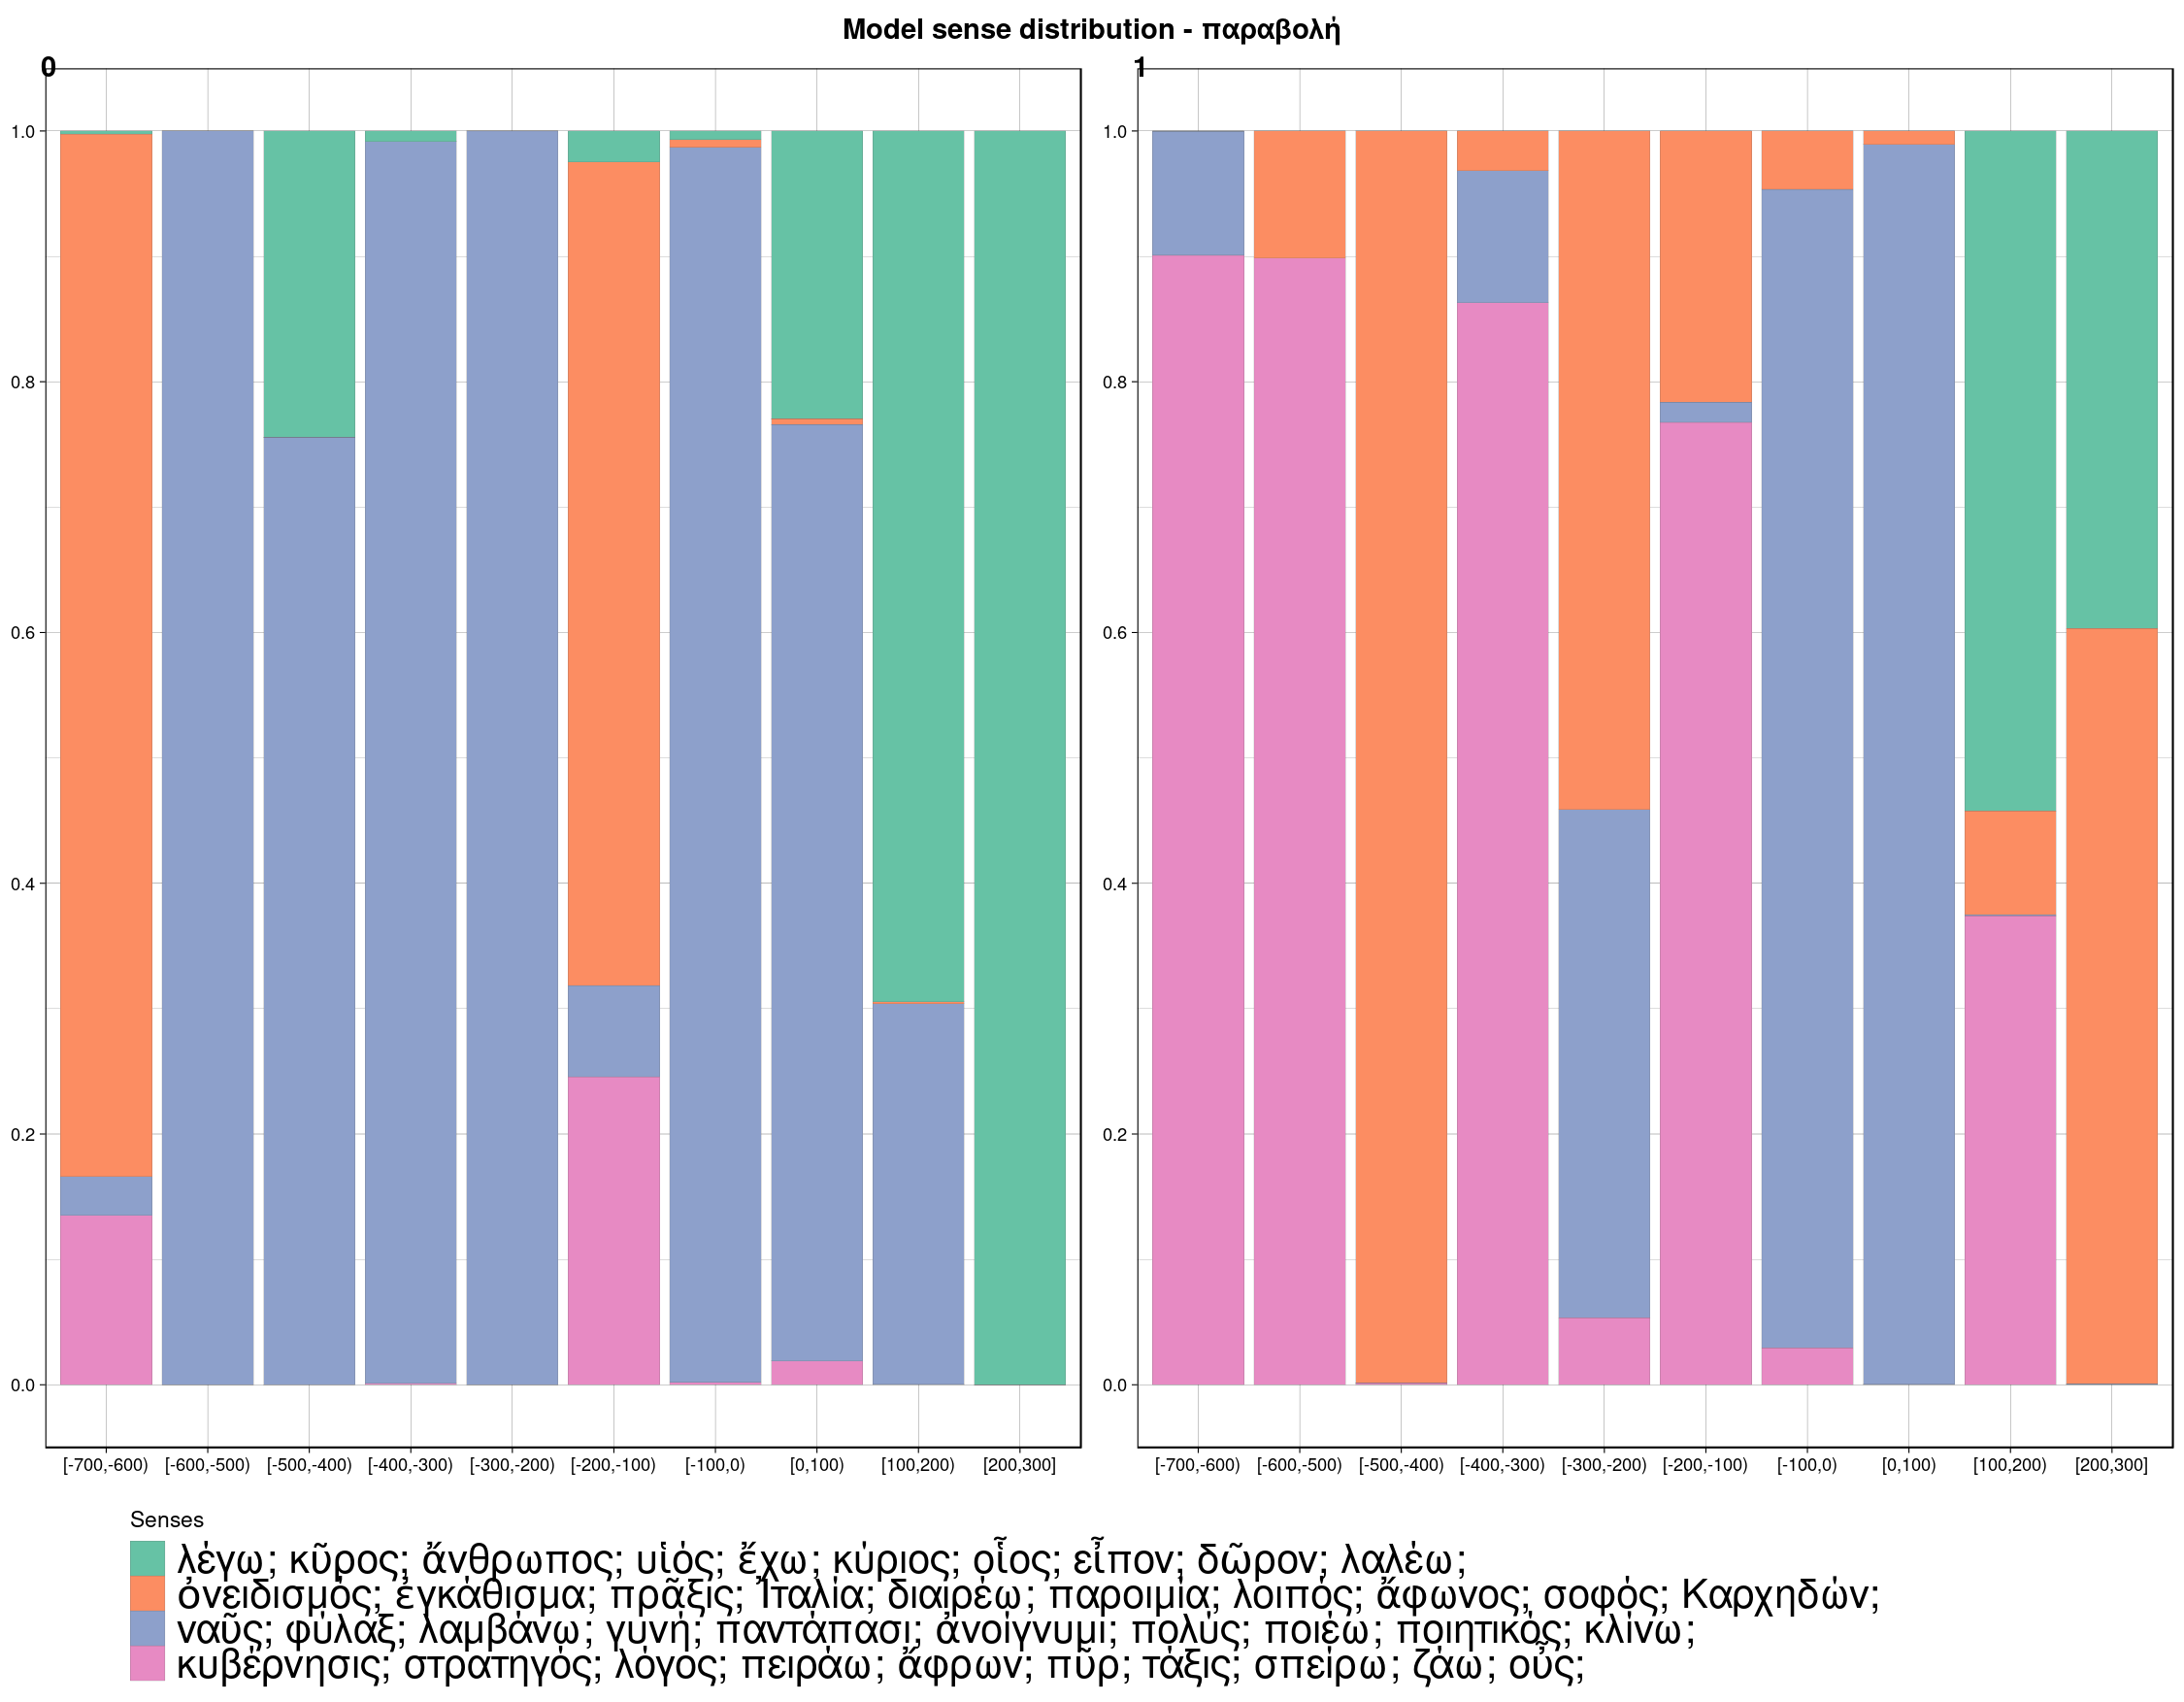 Model sense distribution - παραβολή
0
1
1.0
0.8
0.6
0.4
0.2
0.0
[-700,-600) [-600,-500) [-500,-400) [-400,-300) [-300,-200) [-200,-100) [-100,0) [0,100) [100,200) [200,300]
1.0
0.8
0.6
0.4
0.2
0.0
[-700,-600) [-600,-500) [-500,-400) [-400,-300) [-300,-200) [-200,-100) [-100,0) [0,100) [100,200) [200,300]
Senses
λέγω; κῦρος; ἄνθρωπος; υἱός; ἔχω; κύριος; οἷος; εἶπον; δῶρον; λαλέω;
ὀνειδισμός; ἐγκάθισμα; πρᾶξις; Ἰταλία; διαιρέω; παροιμία; λοιπός; ἄφωνος; σοφός; Καρχηδών;
ναῦς; φύλαξ; λαμβάνω; γυνή; παντάπασι; ἀνοίγνυμι; πολύς; ποιέω; ποιητικός; κλίνω;
κυβέρνησις; στρατηγός; λόγος; πειράω; ἄφρων; πῦρ; τάξις; σπείρω; ζάω; οὖς;